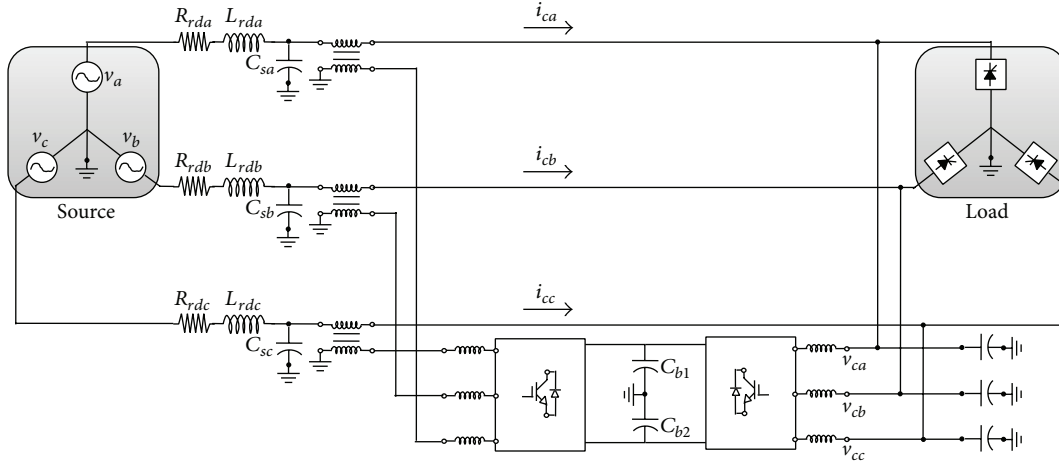 R_rda L_rda
i_ca
C_sa
v_a
v_c v_b
R_rdb L_rdb
i_cb
C_sb
Source
Load
R_rdc L_rdc
i_cc
C_sc
v_ca
C_b1
v_cb
C_b2
v_cc